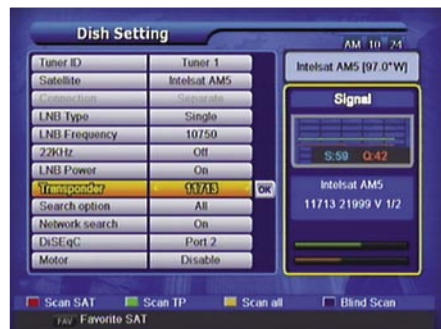 Dish Setting
AM 10 24
Tuner ID Tuner 1
Satellite Intelsat AM5
Connection Separate
LNB Type Single
LNB Frequency 10750
22KHz Off
LNB Power On
Transponder 11713 OK
Search option All
Network search On
DiSEqC Port 2
Motor Disable
Intelsat AM5 [97.0°W]
Signal
S:59 Q:42
Intelsat AM5
11713 21999 V 1/2
Scan SAT Scan TP Scan all Blind Scan
FAV Favorite SAT